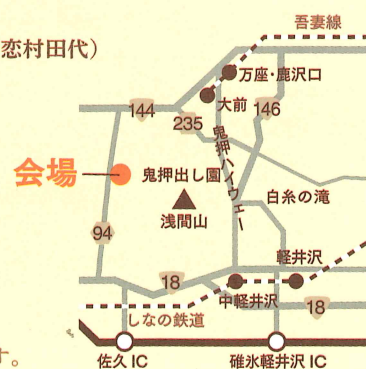 吾妻線
恋村田代）
万座・鹿沢口
大前
144
146
235
鬼押ハイウェー
会場
鬼押出し園
白糸の滝
浅間山
94
軽井沢
18
中軽井沢
18
しなの鉄道
す。
佐久IC
碓氷軽井沢IC